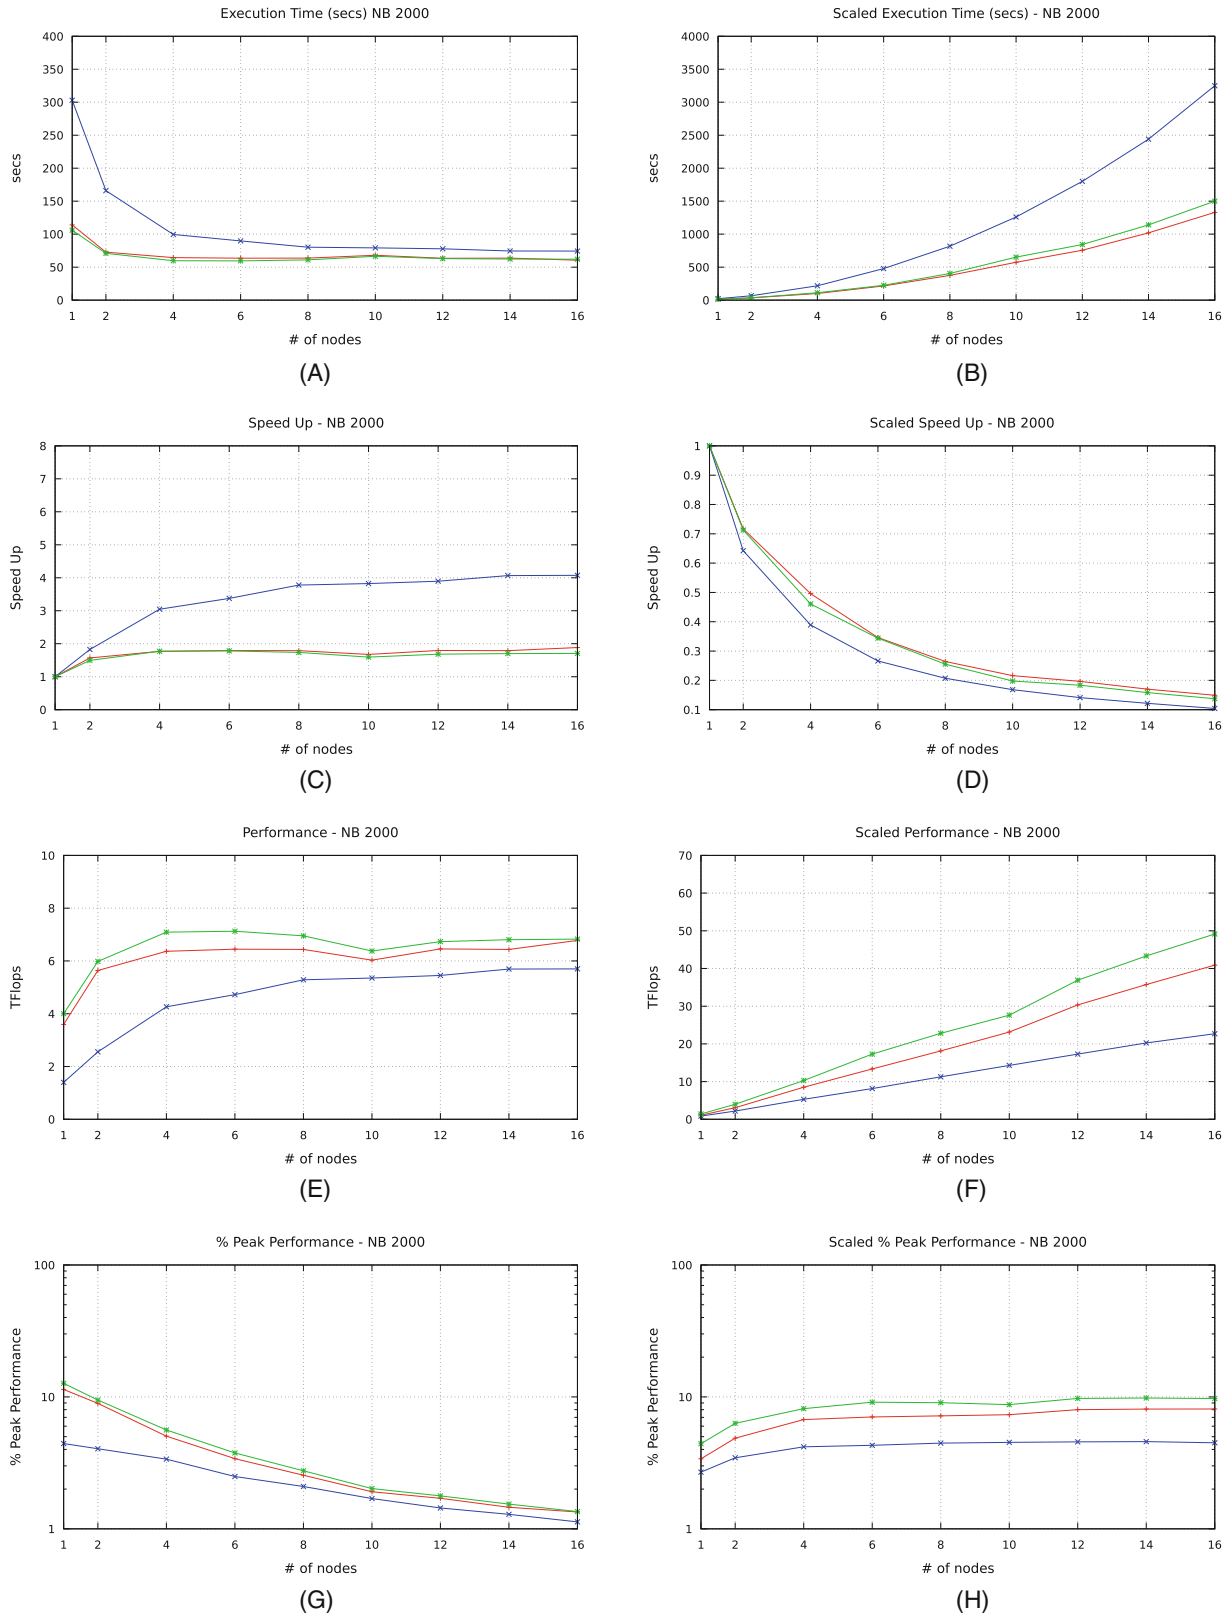 Execution Time (secs) NB 2000
400
350
300
250
200
150
100
50
0
secs
1 2 4 6 8 10 12 14 16
# of nodes
(A)
Scaled Execution Time (secs) - NB 2000
4000
3500
3000
2500
2000
1500
1000
500
0
secs
1 2 4 6 8 10 12 14 16
# of nodes
(B)
Speed Up - NB 2000
8
7
6
5
4
3
2
1
0
Speed Up
1 2 4 6 8 10 12 14 16
# of nodes
(C)
Scaled Speed Up - NB 2000
1
0.9
0.8
0.7
0.6
0.5
0.4
0.3
0.2
0.1
Speed Up
1 2 4 6 8 10 12 14 16
# of nodes
(D)
Performance - NB 2000
10
8
6
4
2
0
TFlops
1 2 4 6 8 10 12 14 16
# of nodes
(E)
Scaled Performance - NB 2000
70
60
50
40
30
20
10
0
TFlops
1 2 4 6 8 10 12 14 16
# of nodes
(F)
% Peak Performance - NB 2000
100
10
1
% Peak Performance
1 2 4 6 8 10 12 14 16
# of nodes
(G)
Scaled % Peak Performance - NB 2000
100
10
1
% Peak Performance
1 2 4 6 8 10 12 14 16
# of nodes
(H)